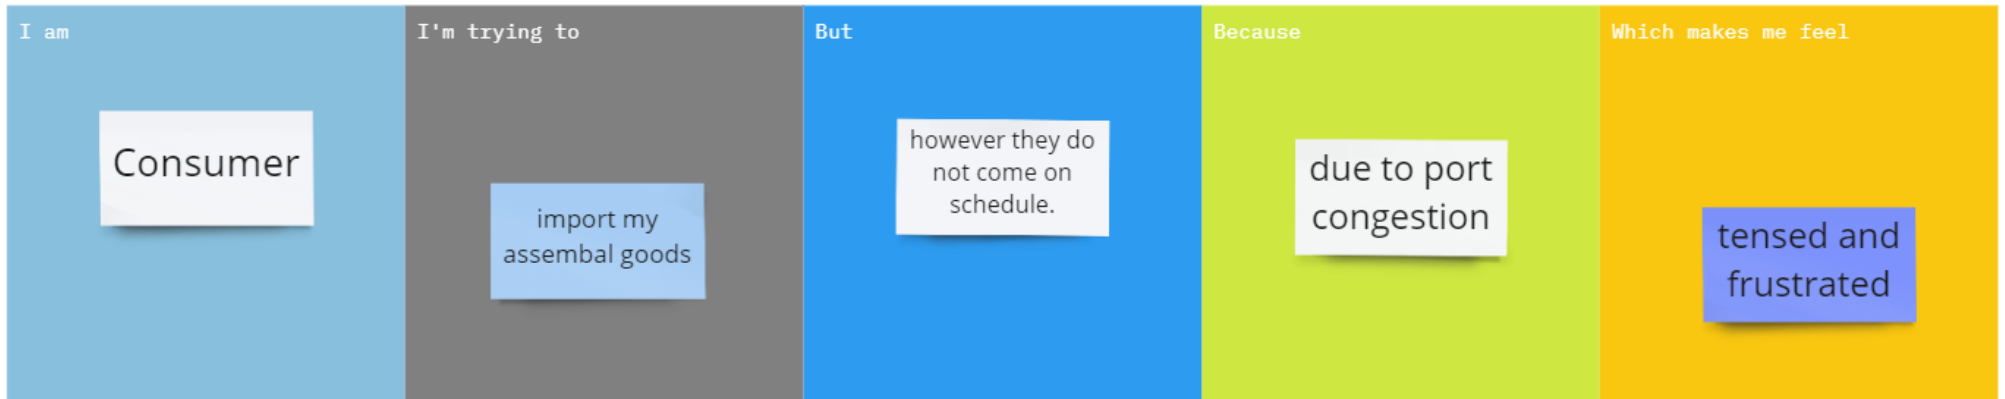 I am
Consumer
I'm trying to
import my
assembal goods
But
however they do
not come on
schedule.
Because
due to port
congestion
Which makes me feel
tensed and
frustrated